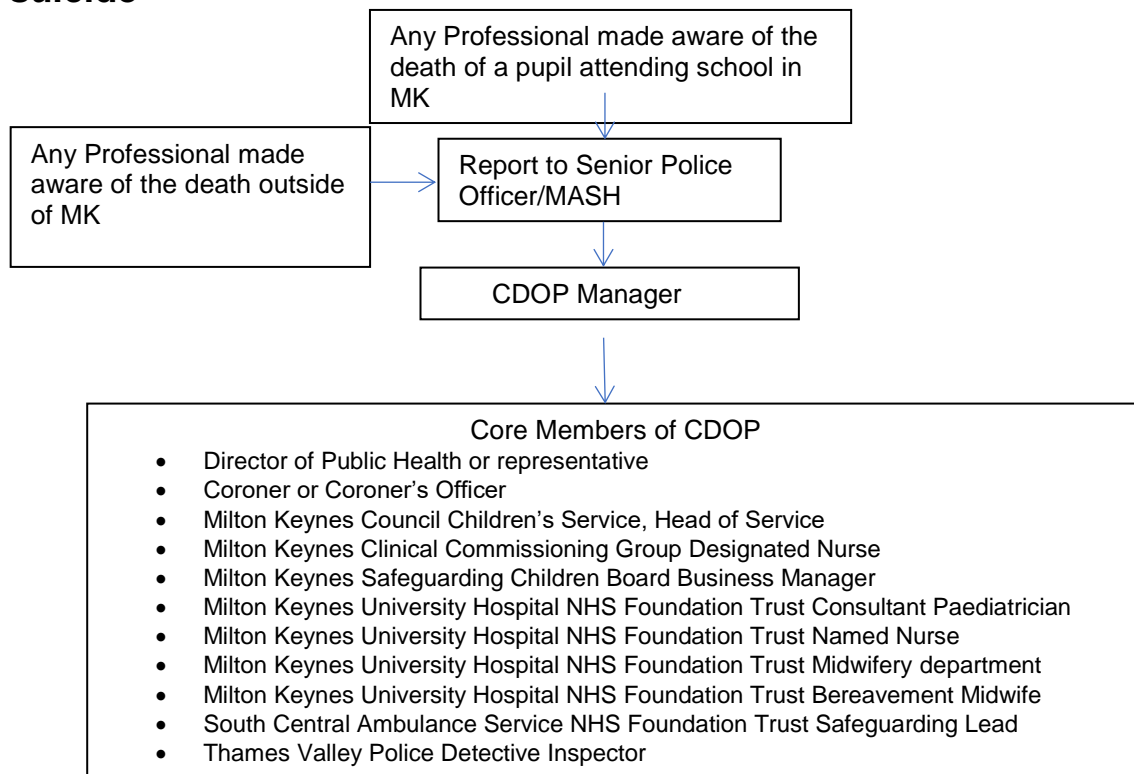 Any Professional made aware of the
death of a pupil attending school in
MK
Any Professional made
aware of the death outside
of MK
Report to Senior Police
Officer/MASH
CDOP Manager
Core Members of CDOP
• Director of Public Health or representative
• Coroner or Coroner’s Officer
• Milton Keynes Council Children’s Service, Head of Service
• Milton Keynes Clinical Commissioning Group Designated Nurse
• Milton Keynes Safeguarding Children Board Business Manager
• Milton Keynes University Hospital NHS Foundation Trust Consultant Paediatrician
• Milton Keynes University Hospital NHS Foundation Trust Named Nurse
• Milton Keynes University Hospital NHS Foundation Trust Midwifery department
• Milton Keynes University Hospital NHS Foundation Trust Bereavement Midwife
• South Central Ambulance Service NHS Foundation Trust Safeguarding Lead
• Thames Valley Police Detective Inspector